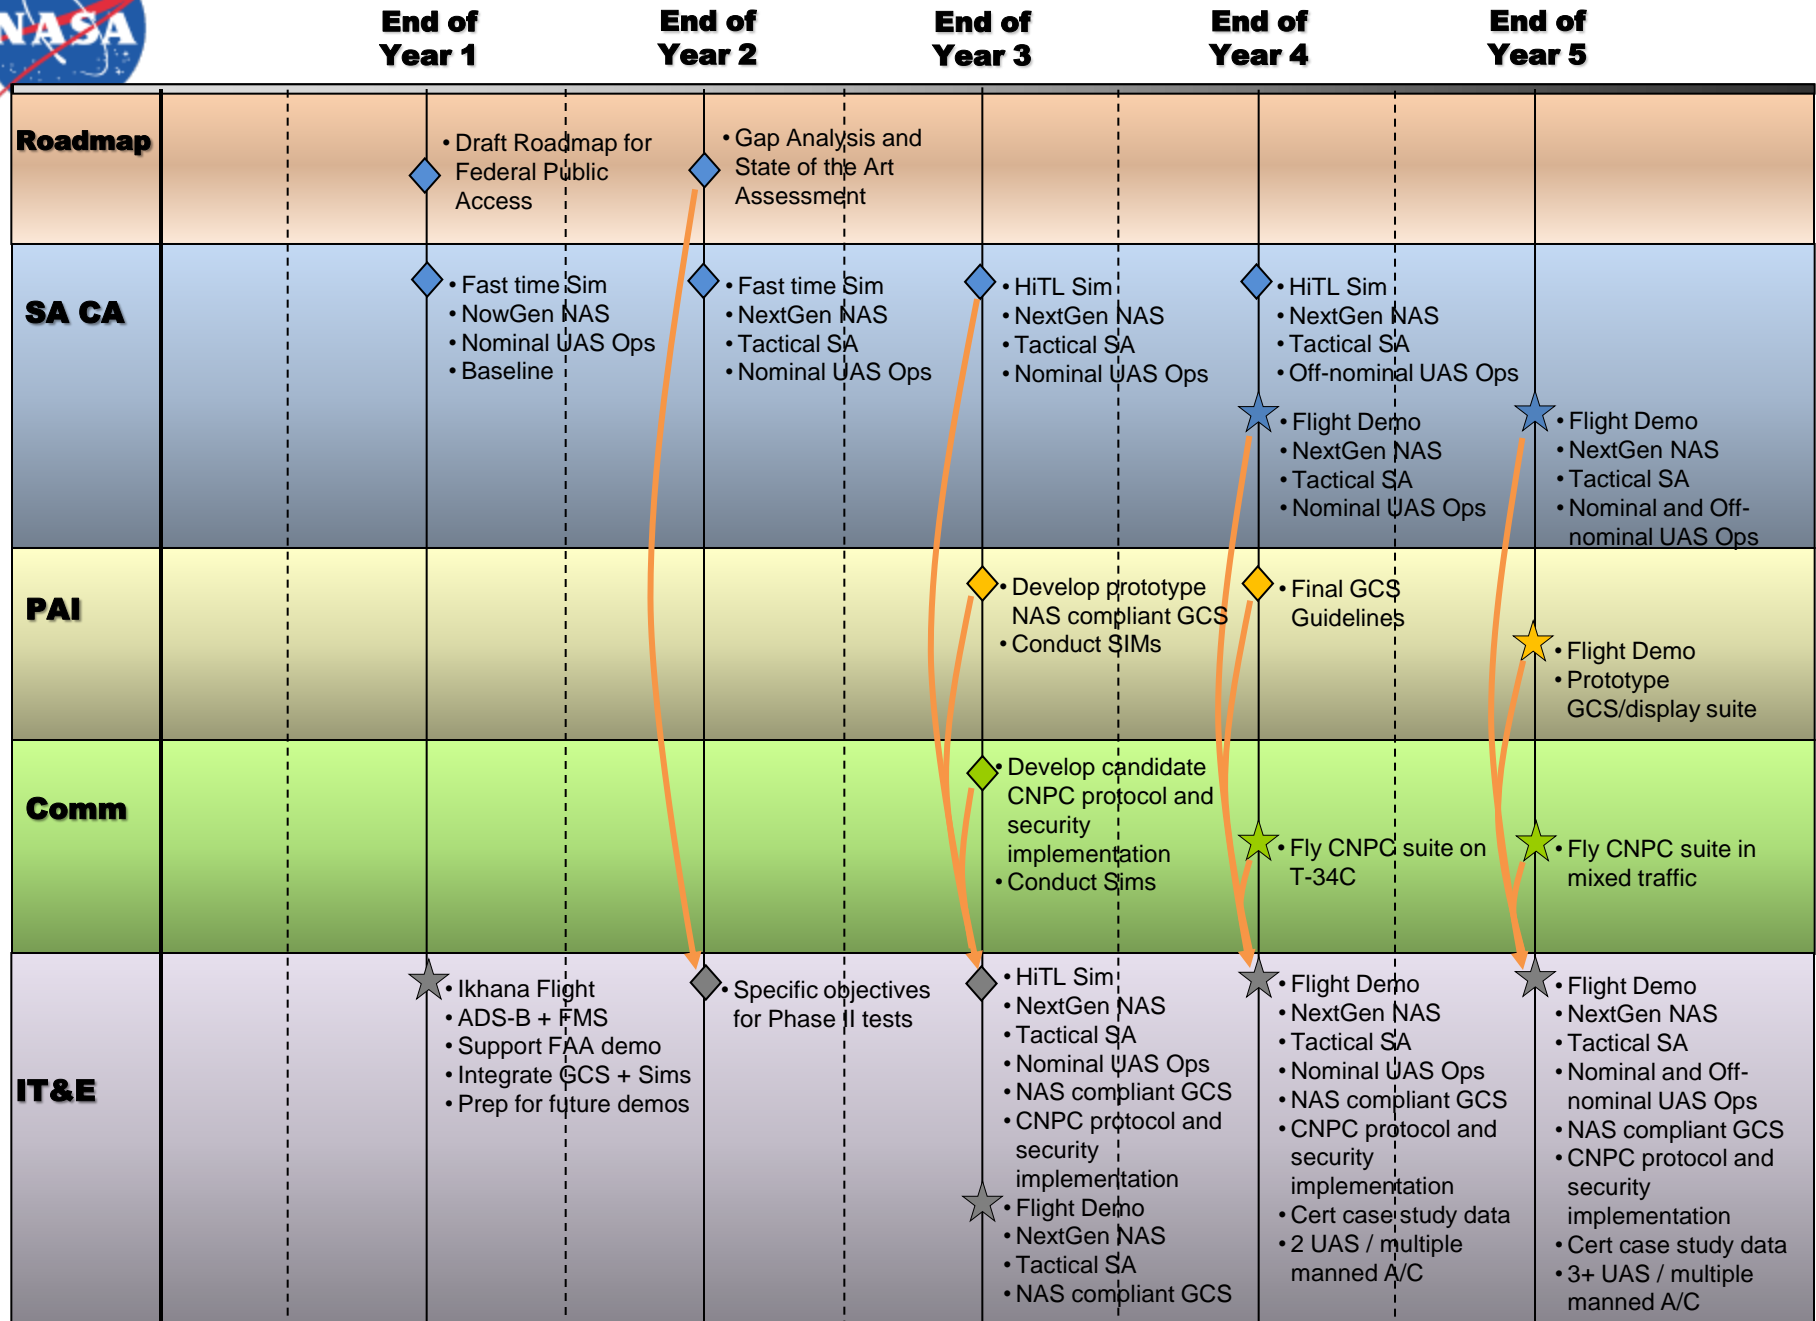 NASA
End of
Year 1
End of
Year 2
End of
Year 3
End of
Year 4
End of
Year 5
Roadmap
• Draft Roadmap for
Federal Public
Access
• Gap Analysis and
State of the Art
Assessment
SA CA
• Fast time Sim
• NowGen NAS
• Nominal UAS Ops
• Baseline
• Fast time Sim
• NextGen NAS
• Tactical SA
• Nominal UAS Ops
• HiTL Sim
• NextGen NAS
• Tactical SA
• Nominal UAS Ops
• HiTL Sim
• NextGen NAS
• Tactical SA
• Off-nominal UAS Ops
• Flight Demo
• NextGen NAS
• Tactical SA
• Nominal UAS Ops
• Flight Demo
• NextGen NAS
• Tactical SA
• Nominal and Off-
nominal UAS Ops
PAI
• Develop prototype
NAS compliant GCS
• Conduct SIMs
• Final GCS
Guidelines
• Flight Demo
• Prototype
GCS/display suite
Comm
• Develop candidate
CNPC protocol and
security
implementation
• Conduct Sims
• Fly CNPC suite on
T-34C
• Fly CNPC suite in
mixed traffic
IT&E
• Ikhana Flight
• ADS-B + FMS
• Support FAA demo
• Integrate GCS + Sims
• Prep for future demos
• Specific objectives
for Phase II tests
• HiTL Sim
• NextGen NAS
• Tactical SA
• Nominal UAS Ops
• NAS compliant GCS
• CNPC protocol and
security
implementation
• Flight Demo
• NextGen NAS
• Tactical SA
• NAS compliant GCS
• Flight Demo
• NextGen NAS
• Tactical SA
• Nominal UAS Ops
• NAS compliant GCS
• CNPC protocol and
security
implementation
• Cert case study data
• 2 UAS / multiple
manned A/C
• Flight Demo
• NextGen NAS
• Tactical SA
• Nominal and Off-
nominal UAS Ops
• NAS compliant GCS
• CNPC protocol and
security
implementation
• Cert case study data
• 3+ UAS / multiple
manned A/C